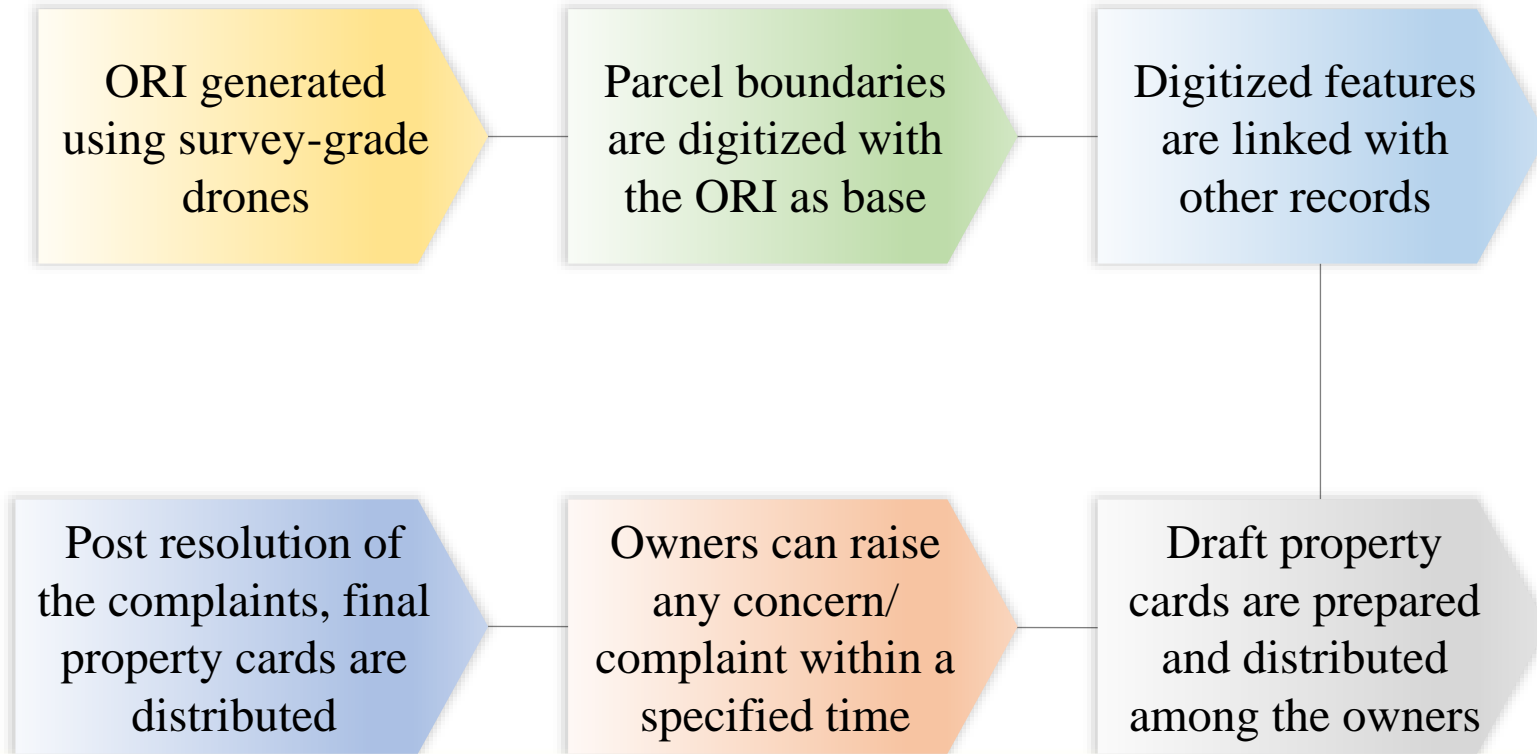 ORI generated
using survey-grade
drones
Parcel boundaries
are digitized with
the ORI as base
Digitized features
are linked with
other records
Post resolution of
the complaints, final
property cards are
distributed
Owners can raise
any concern/
complaint within a
specified time
Draft property
cards are prepared
and distributed
among the owners